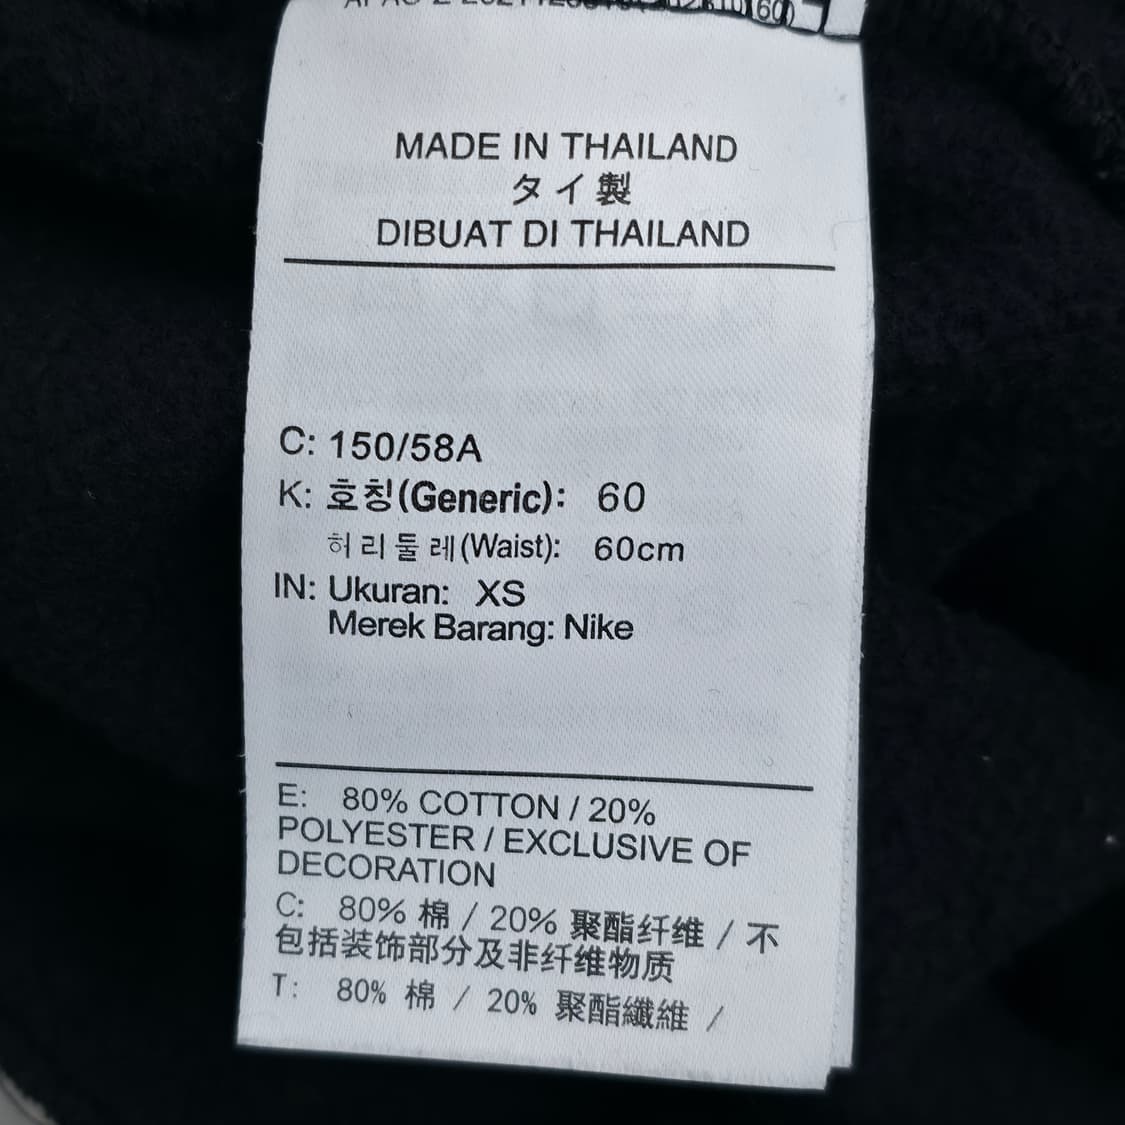 MADE IN THAILAND
タイ製
DIBUAT DI THAILAND
C: 150/58A
K: 호칭(Generic): 60
허리둘레(Waist): 60cm
IN: Ukuran: XS
Merek Barang: Nike
E: 80% COTTON / 20%
POLYESTER / EXCLUSIVE OF
DECORATION
C: 80% 棉 / 20% 聚酯纤维 / 不
包括装饰部分及非纤维物质
T: 80% 棉 / 20% 聚酯纖維 /